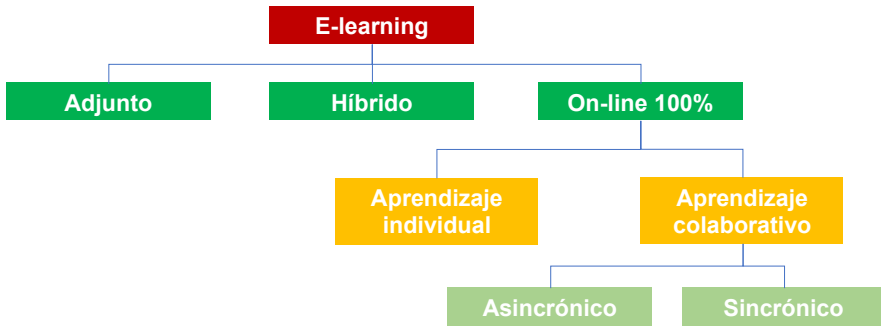 E-learning
Adjunto
Híbrido
On-line 100%
Aprendizaje
individual
Aprendizaje
colaborativo
Asincrónico
Sincrónico